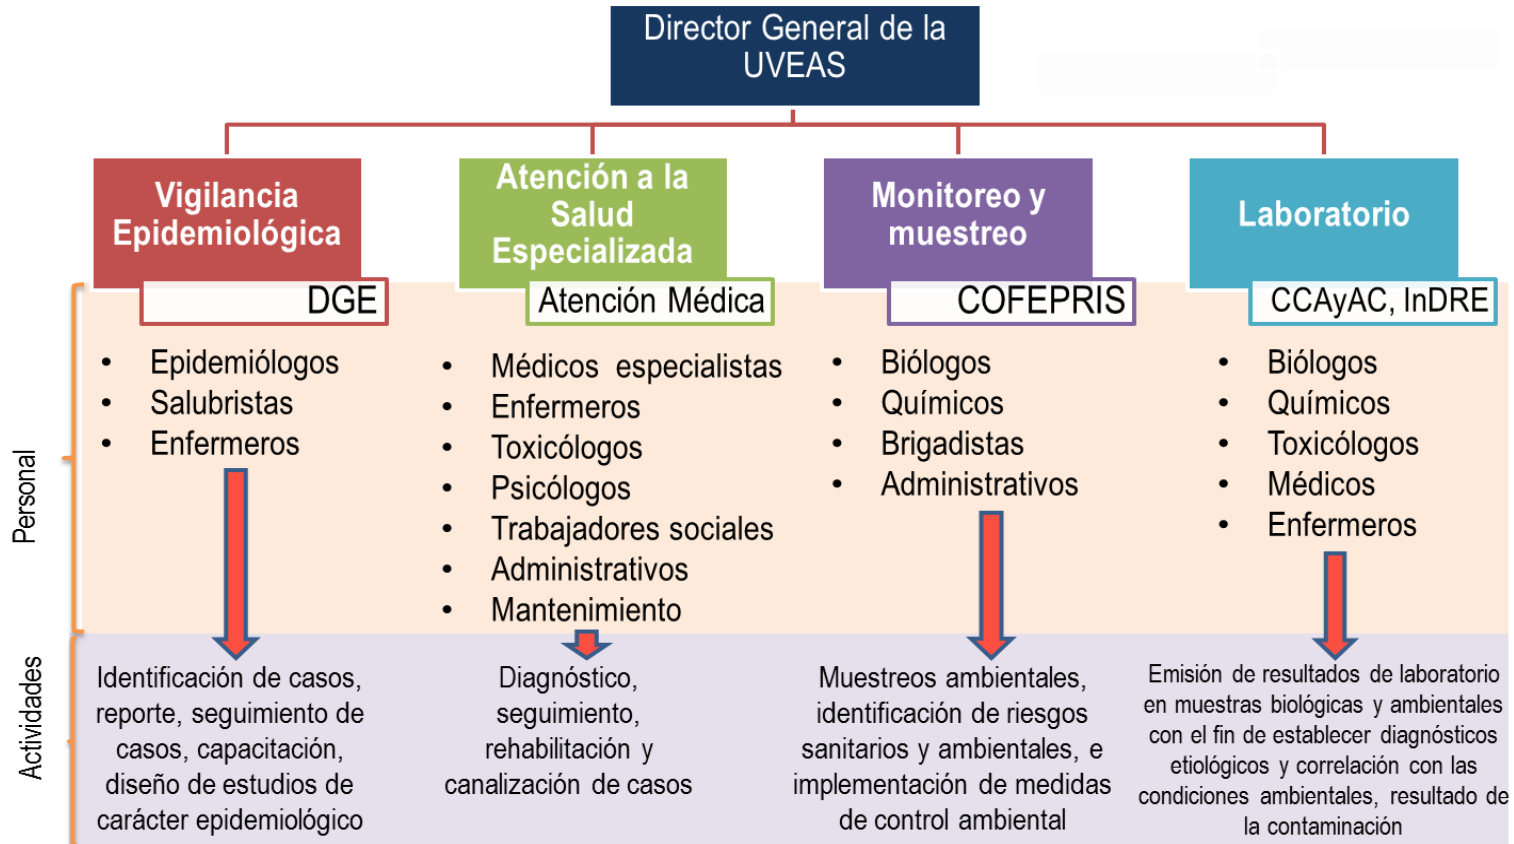 Director General de la
UVEAS
Vigilancia
Epidemiológica
DGE
Atención a la
Salud
Especializada
Atención Médica
Monitoreo y
muestreo
COFEPRIS
Laboratorio
CCAyAC, InDRE
Personal
• Epidemiólogos
• Salubristas
• Enfermeros
• Médicos especialistas
• Enfermeros
• Toxicólogos
• Psicólogos
• Trabajadores sociales
• Administrativos
• Mantenimiento
• Biólogos
• Químicos
• Brigadistas
• Administrativos
• Biólogos
• Químicos
• Toxicólogos
• Médicos
• Enfermeros
Actividades
Identificación de casos,
reporte, seguimiento de
casos, capacitación,
diseño de estudios de
carácter epidemiológico
Diagnóstico,
seguimiento,
rehabilitación y
canalización de casos
Muestreos ambientales,
identificación de riesgos
sanitarios y ambientales, e
implementación de medidas
de control ambiental
Emisión de resultados de laboratorio
en muestras biológicas y ambientales
con el fin de establecer diagnósticos
etiológicos y correlación con las
condiciones ambientales, resultado de
la contaminación